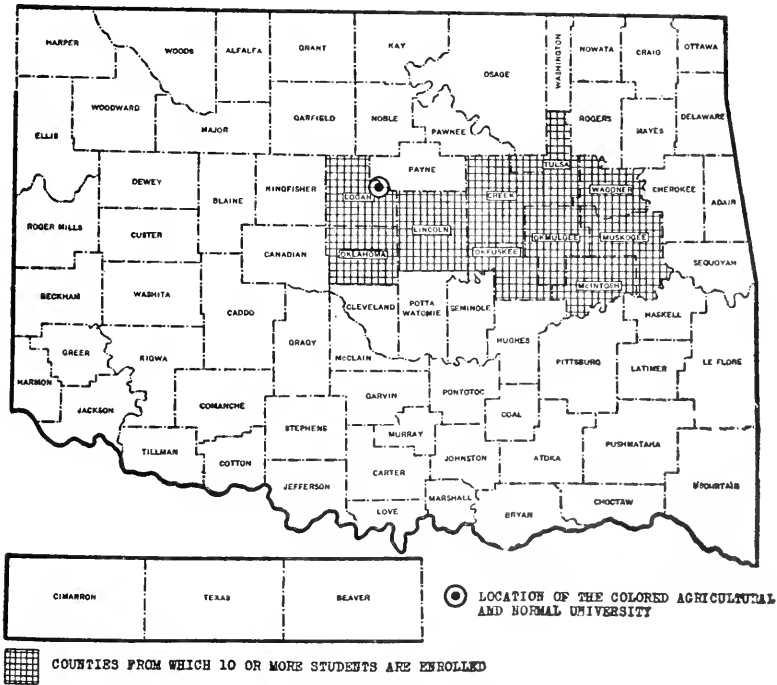 HARPER
WOODS
ALFALFA
GRANT
KAY
OSAGE
WASHINGTON
NOWATA
CRAIG
OTTAWA
WOODWARD
ELLIS
MAJOR
GARFIELD
NOBLE
PAWNEE
ROGERS
MAYES
DELAWARE
TULSA
DEWEY
BLAINE
KINGFISHER
LOGAN
PAYNE
CREEK
WAGONER
CHEROKEE
ADAIR
ROGER MILLS
CUSTER
CANADIAN
OKLAHOMA
LINCOLN
OKFUSKEE
OKMULGEE
MUSKOGEE
SEQUOYAH
BECKHAM
WASHITA
CADDO
CLEVELAND
POTTA
WATOMIE
SEMINOLE
McINTOSH
HASKELL
HUGHES
GREER
KIOWA
GRADY
McCLAIN
PITTSBURG
LATIMER
LE FLORE
HARMON
JACKSON
COMANCHE
GARVIN
PONTOTOC
COAL
STEPHENS
MURRAY
TILLMAN
COTTON
CARTER
JOHNSTON
ATOKA
PUSHMATAHA
JEFFERSON
LOVE
MARSHALL
BRYAN
CHOCTAW
CIMARRON
TEXAS
BEAVER
LOCATION OF THE COLORED AGRICULTURAL
AND NORMAL UNIVERSITY
COUNTIES FROM WHICH 10 OR MORE STUDENTS ARE ENROLLED